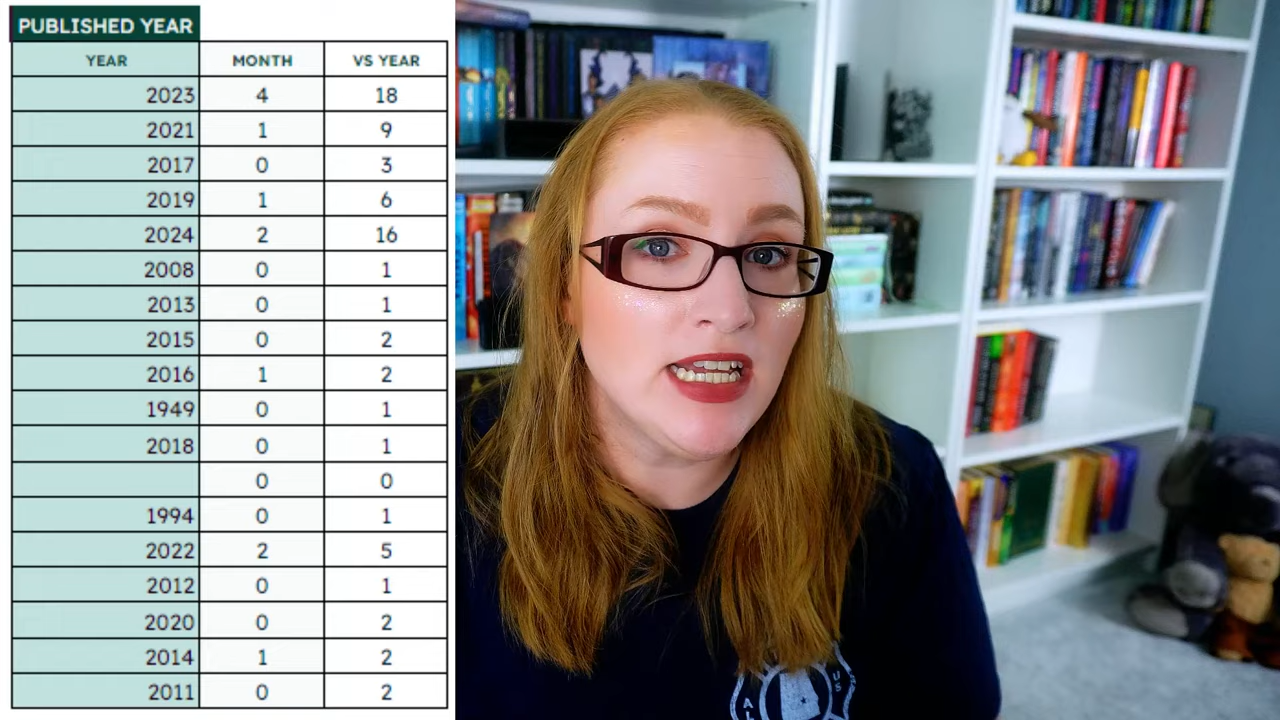 PUBLISHED YEAR
YEAR MONTH VS YEAR
2023 4 18
2021 1 9
2017 0 3
2019 1 6
2024 2 16
2008 0 1
2013 0 1
2015 0 2
2016 1 2
1949 0 1
2018 0 1
0 0
1994 0 1
2022 2 5
2012 0 1
2020 0 2
2014 1 2
2011 0 2
AL
US